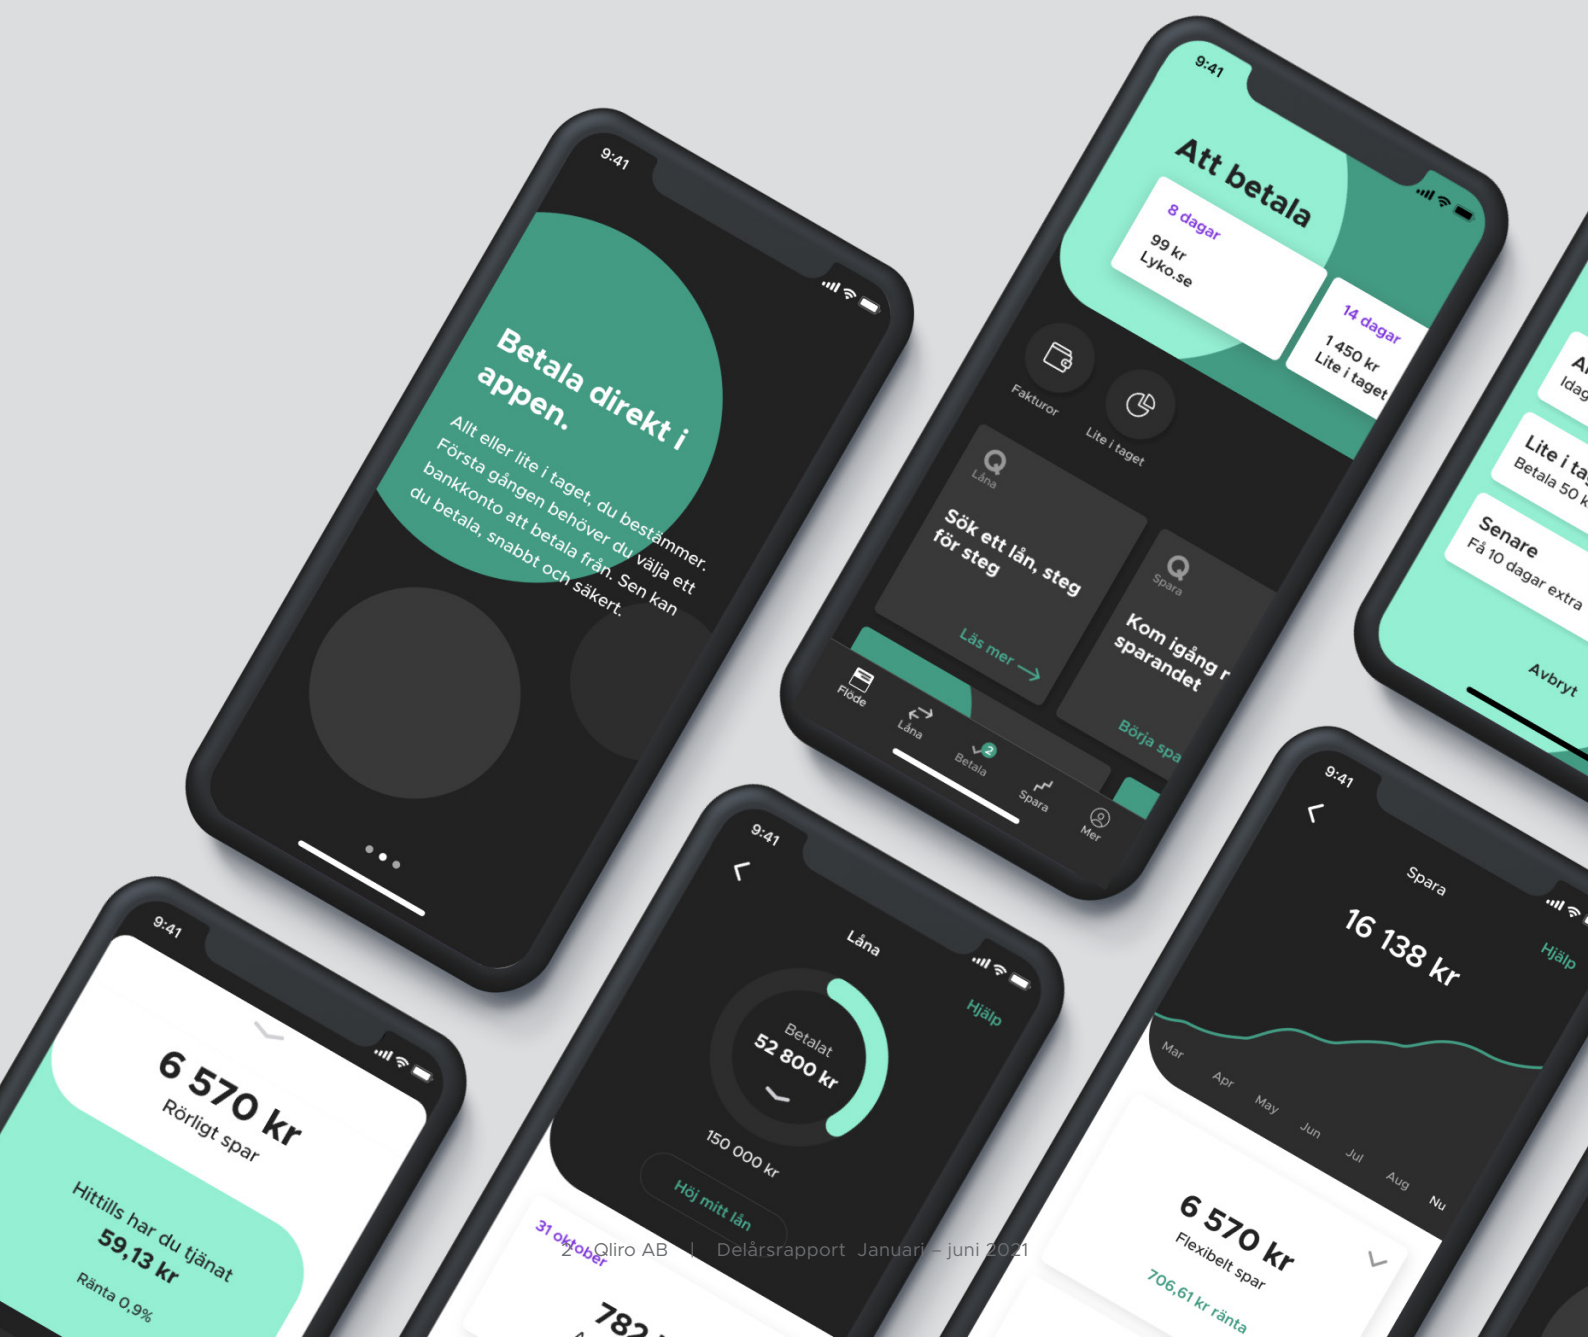 9:41
Betala direkt i
appen.
Allt eller lite i taget, du bestämmer.
Första gången behöver du välja ett
bankkonto att betala från. Sen kan
du betala, snabbt och säkert.
9:41
Att betala
8 dagar
99 kr
Lyko.se
14 dagar
1 450 kr
Lite i taget
Fakturor
Lite i taget
Q
Låna
Sök ett lån, steg
för steg
Läs mer
Q
Spara
Kom igång
sparandet
Börja
Flöde
Låna
2
Betala
Spara
Mer
Idag
Lite i
Betala 50
Senare
Få 10 dagar extra
Avbryt
9:41
6 570 kr
Rörligt spar
Hittills har du tjänat
59,13 kr
Ränta 0,9%
9:41
Låna
Hjälp
Betalat
52 800 kr
150 000 kr
Höj mitt lån
31 oktober
782
9:41
Spara
16 138 kr
Hjälp
Mar
Apr
May
Jun
Jul
Aug
Nu
6 570 kr
Flexibelt spar
706,61 kr ränta
2 Qliro AB | Delårsrapport Januari – juni 2021